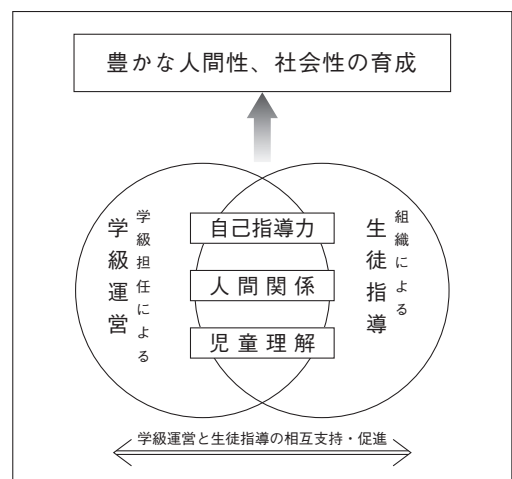 豊かな人間性、社会性の育成
学級担任による
学級運営
自己指導力
人間関係
児童理解
組織による
生徒指導
学級運営と生徒指導の相互支持・促進